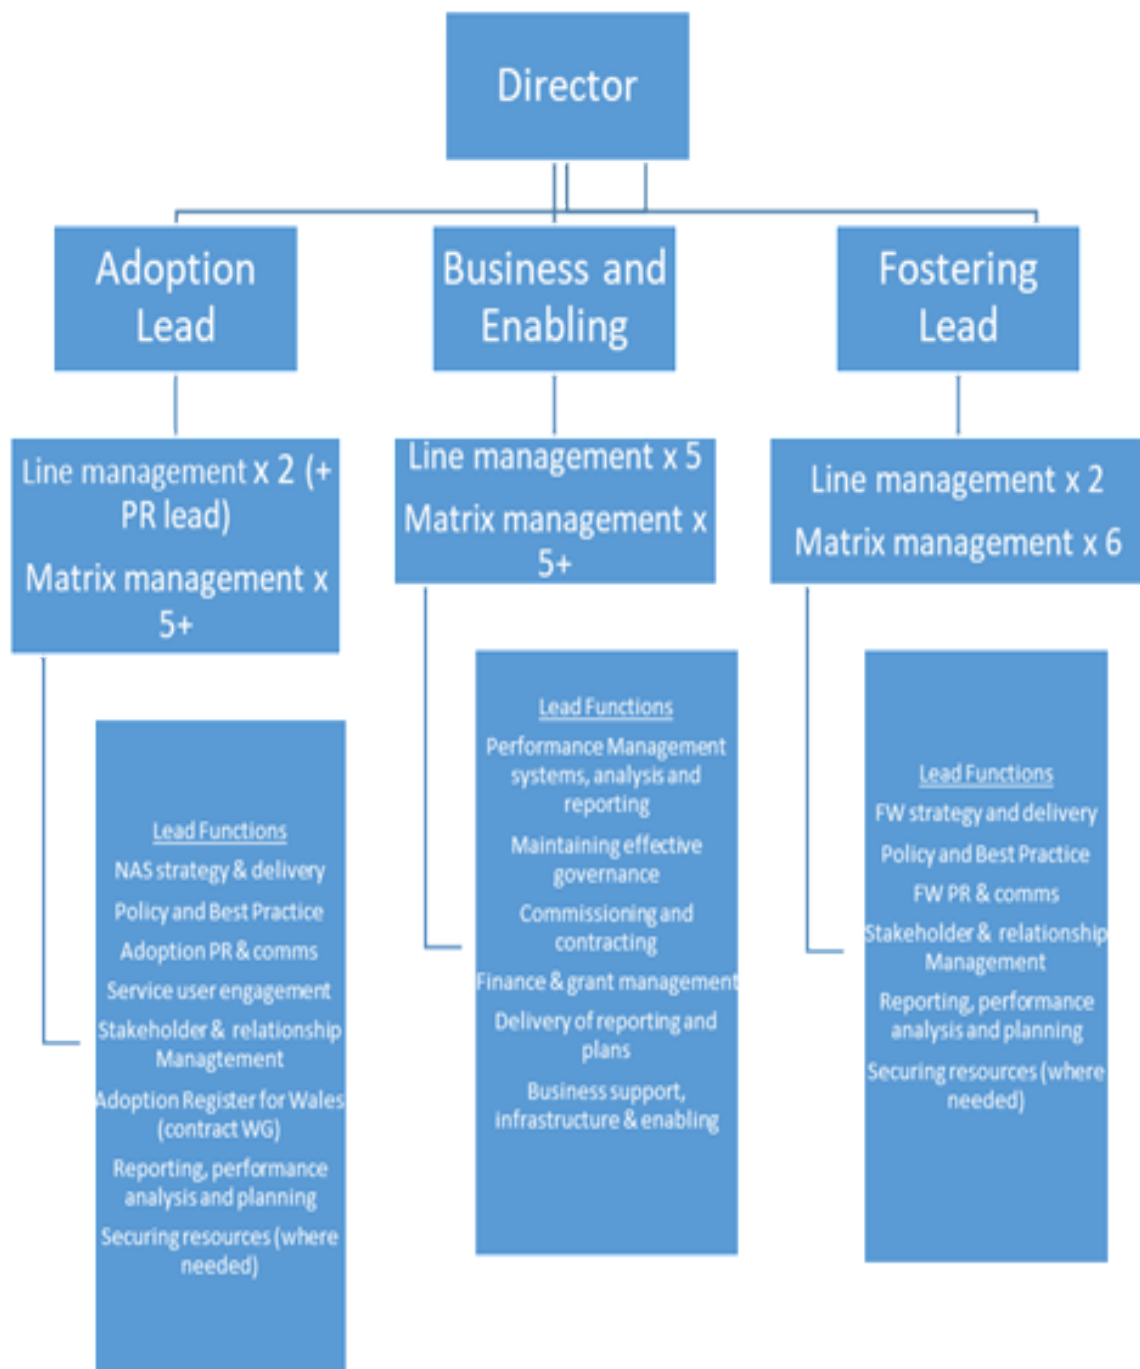 Director
Adoption
Lead
Business and
Enabling
Fostering
Lead
Line management x 2 (+
PR lead)
Matrix management x
5+
Line management x 5
Matrix management x
5+
Line management x 2
Matrix management x 6
Lead Functions
NAS strategy & delivery
Policy and Best Practice
Adoption PR & comms
Service user engagement
Stakeholder & relationship
Managtement
Adoption Register for Wales
(contract WG)
Reporting, performance
analysis and planning
Securing resources (where
needed)
Lead Functions
Performance Management
systems, analysis and
reporting
Maintaining effective
governance
Commissioning and
contracting
Finance & grant management
Delivery of reporting and
plans
Business support,
infrastructure & enabling
Lead Functions
FW strategy and delivery
Policy and Best Practice
FW PR & comms
Stakeholder & relationship
Management
Reporting, performance
analysis and planning
Securing resources (where
needed)